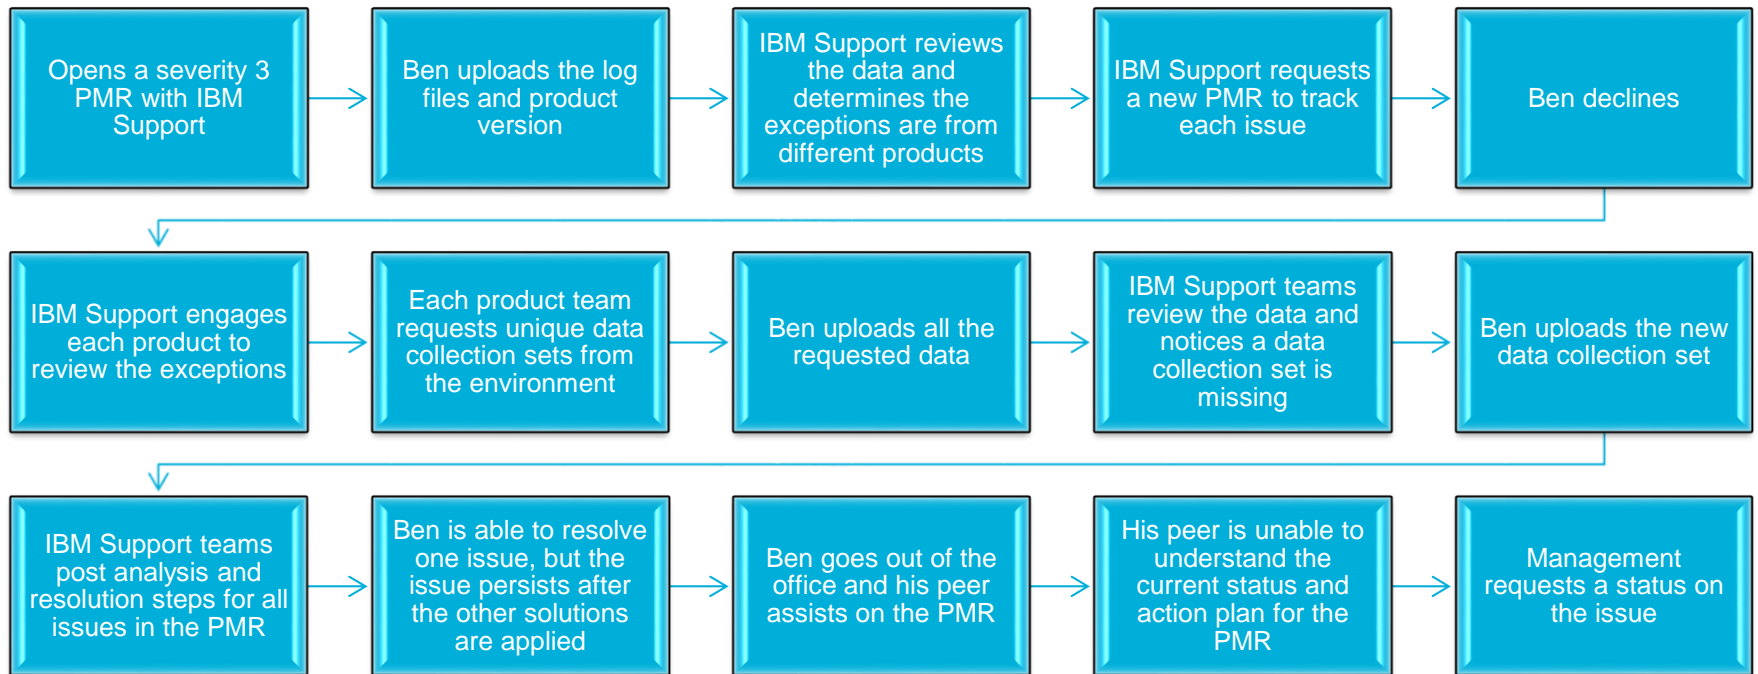 Opens a severity 3
PMR with IBM
Support
Ben uploads the log
files and product
version
IBM Support reviews
the data and
determines the
exceptions are from
different products
IBM Support requests
a new PMR to track
each issue
Ben declines
IBM Support engages
each product to
review the exceptions
Each product team
requests unique data
collection sets from
the environment
Ben uploads all the
requested data
IBM Support teams
review the data and
notices a data
collection set is
missing
Ben uploads the new
data collection set
IBM Support teams
post analysis and
resolution steps for all
issues in the PMR
Ben is able to resolve
one issue, but the
issue persists after
the other solutions
are applied
Ben goes out of the
office and his peer
assists on the PMR
His peer is unable to
understand the
current status and
action plan for the
PMR
Management
requests a status on
the issue